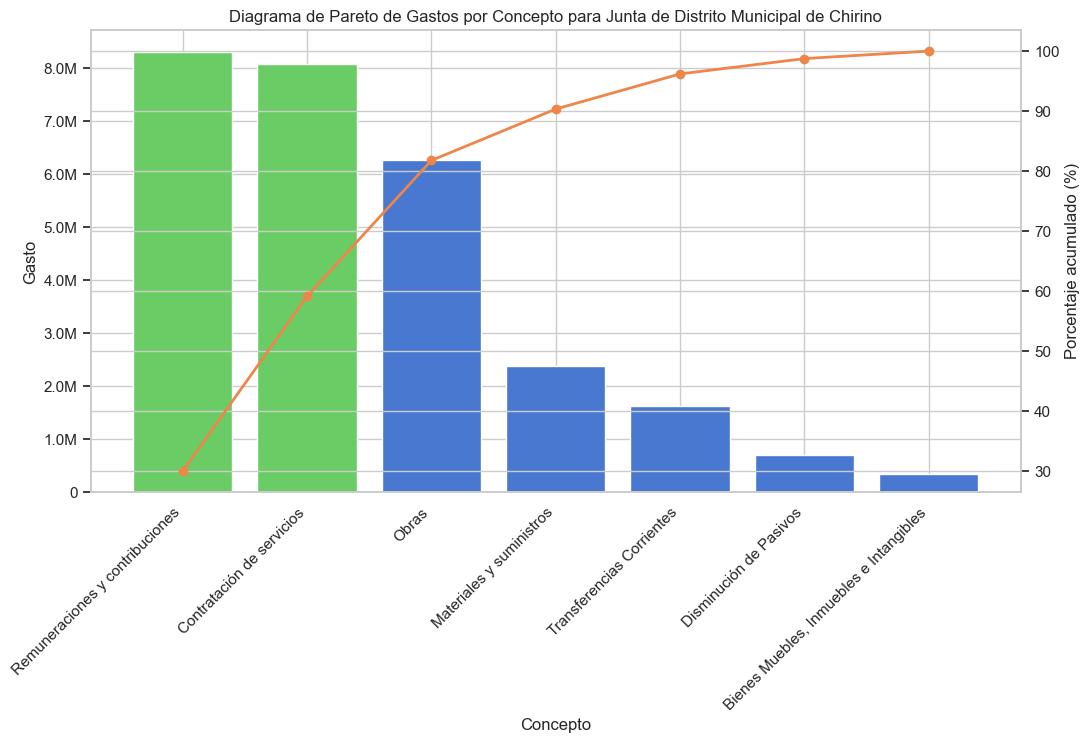 Diagrama de Pareto de Gastos por Concepto para Junta de Distrito Municipal de Chirino
Gasto
8.0M
7.0M
6.0M
5.0M
4.0M
3.0M
2.0M
1.0M
0
100
90
80
70
60
50
40
30
Porcentaje acumulado (%)
Remuneraciones y contribuciones
Contratación de servicios
Obras
Materiales y suministros
Transferencias Corrientes
Disminución de Pasivos
Bienes Muebles, Inmuebles e Intangibles
Concepto